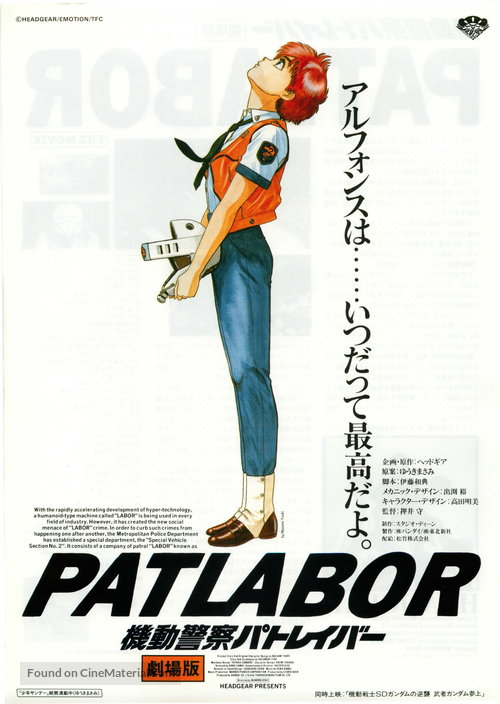 ©HEADGEAR/EMOTION/TFC
アルフォンスは……いつだって最高だよ。
企画・原作：ヘッドギア
原案：ゆうきまさみ
脚本：伊藤和典
メカニック・デザイン：出渕 裕
キャラクター・デザイン：高田明美
監督：押井 守
制作：スタジオ・ディーン
製作：㈱バンダイ/㈱東北新社
配給：松竹株式会社
With the rapidly accelerating development of hyper-technology,
a humanoid-type machine called "LABOR" is being used in every
field of industry. However, it has created the new social
menace of "LABOR" crime. In order to curb such crimes from
happening one after another, the Metropolitan Police Department
has established a special department, the "Special Vehicle
Section No. 2". It consists of a company of patrol "LABOR" known as
PATLABOR
機動警察パトレイバー
劇場版
HEADGEAR PRESENTS
「少年サンデー」絶賛連載中（ゆうきまさみ）
同時上映：「機動戦士SDガンダムの逆襲 武者ガンダム参上」
Found on CineMaterial.com